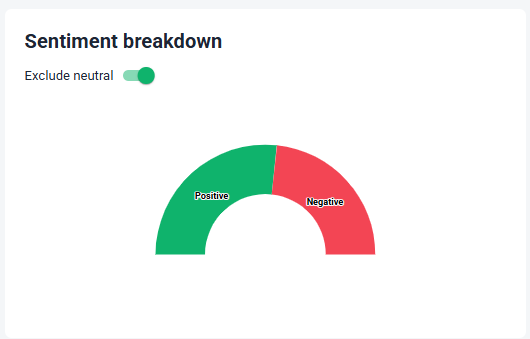 Sentiment breakdown
Exclude neutral
Positive
Negative